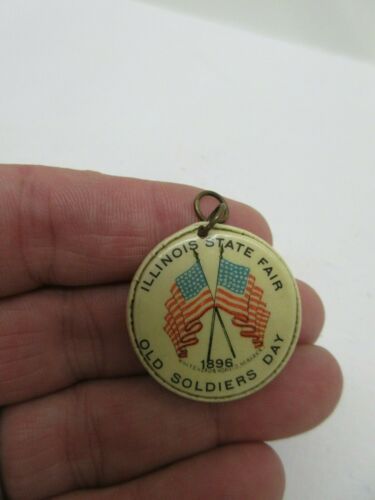 ILLINOIS STATE FAIR
1896
OLD SOLDIERS DAY